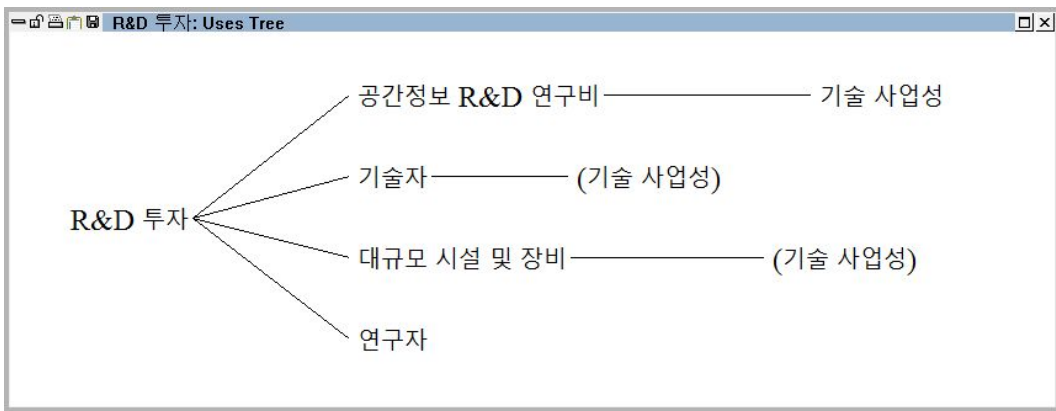 R&D 투자: Uses Tree
공간정보 R&D 연구비 기술 사업성
기술자 (기술 사업성)
R&D 투자
대규모 시설 및 장비 (기술 사업성)
연구자